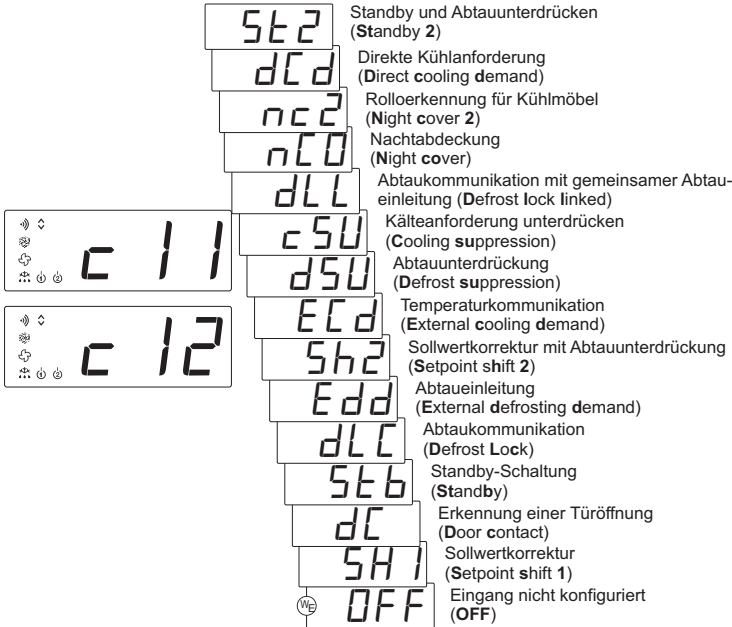 St2
Standby und Abtauunterdrücken
(Standby 2)
dCd
Direkte Kühlanforderung
(Direct cooling demand)
nc2
Rolloerkennung für Kühlmöbel
(Night cover 2)
nCO
Nachtabdeckung
(Night cover)
dLL
Abtaukommunikation mit gemeinsamer Abtau-
einleitung (Defrost lock linked)
c11
cSU
Kälteanforderung unterdrücken
(Cooling suppression)
dSU
Abtauunterdrückung
(Defrost suppression)
ECd
Temperaturkommunikation
(External cooling demand)
c12
Sh2
Sollwertkorrektur mit Abtauunterdrückung
(Setpoint shift 2)
Edd
Abtaueinleitung
(External defrosting demand)
dLC
Abtaukommunikation
(Defrost Lock)
Stb
Standby-Schaltung
(Standby)
dC
Erkennung einer Türöffnung
(Door contact)
SH1
Sollwertkorrektur
(Setpoint shift 1)
WE
OFF
Eingang nicht konfiguriert
(OFF)